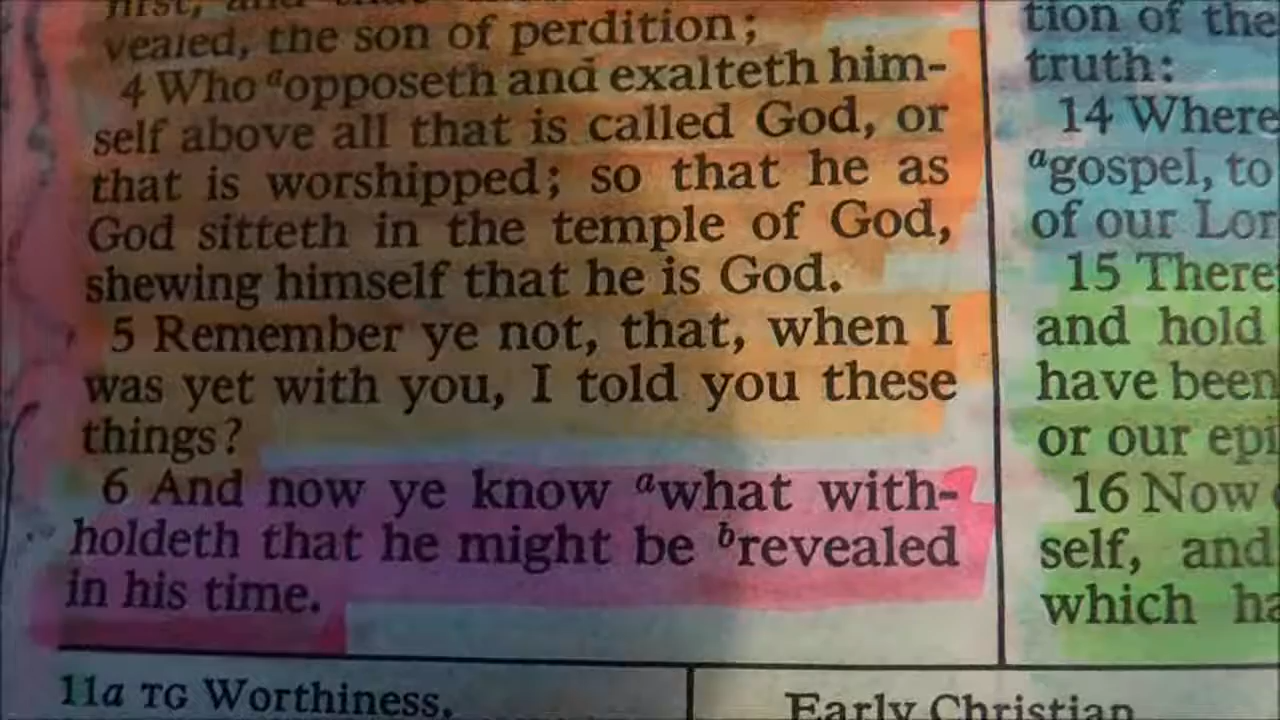 first, and that
vealed, the son of perdition;
4 Who ᵃopposeth and exalteth him-
self above all that is called God, or
that is worshipped; so that he as
God sitteth in the temple of God,
shewing himself that he is God.
5 Remember ye not, that, when I
was yet with you, I told you these
things?
6 And now ye know ᵃwhat with-
holdeth that he might be ᵇrevealed
in his time.
tion of the
truth:
14 Where
ᵃgospel, to
of our Lor
15 There
and hold
have been
or our epi
16 Now
self, and
which ha
11a TG Worthiness.
Early Christian